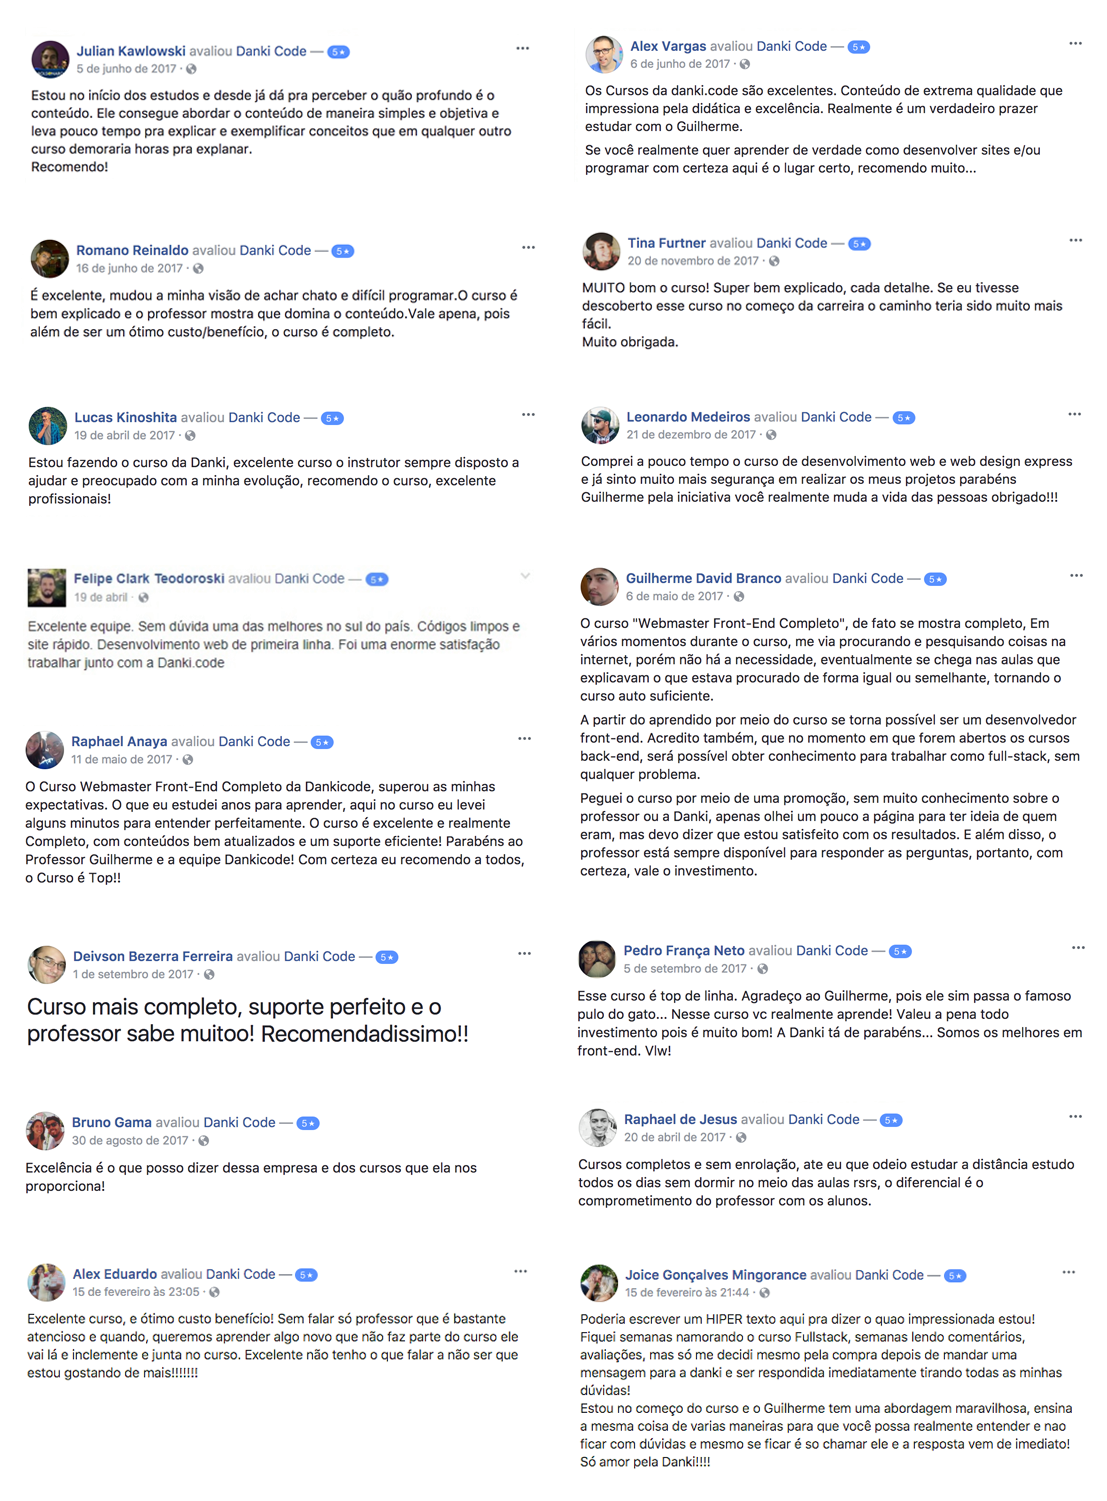 Julian Kawlowski avaliou Danki Code — 5★
5 de junho de 2017 ·
Estou no início dos estudos e desde já dá pra perceber o quão profundo é o
conteúdo. Ele consegue abordar o conteúdo de maneira simples e objetiva e
leva pouco tempo pra explicar e exemplificar conceitos que em qualquer outro
curso demoraria horas pra explanar.
Recomendo!
Alex Vargas avaliou Danki Code — 5★
6 de junho de 2017 ·
Os Cursos da danki.code são excelentes. Conteúdo de extrema qualidade que
impressiona pela didática e excelência. Realmente é um verdadeiro prazer
estudar com o Guilherme.
Se você realmente quer aprender de verdade como desenvolver sites e/ou
programar com certeza aqui é o lugar certo, recomendo muito...
Romano Reinaldo avaliou Danki Code — 5★
16 de junho de 2017 ·
É excelente, mudou a minha visão de achar chato e difícil programar.O curso é
bem explicado e o professor mostra que domina o conteúdo.Vale apena, pois
além de ser um ótimo custo/benefício, o curso é completo.
Tina Furtner avaliou Danki Code — 5★
20 de novembro de 2017 ·
MUITO bom o curso! Super bem explicado, cada detalhe. Se eu tivesse
descoberto esse curso no começo da carreira o caminho teria sido muito mais
fácil.
Muito obrigada.
Lucas Kinoshita avaliou Danki Code — 5★
19 de abril de 2017 ·
Estou fazendo o curso da Danki, excelente curso o instrutor sempre disposto a
ajudar e preocupado com a minha evolução, recomendo o curso, excelente
profissionais!
Leonardo Medeiros avaliou Danki Code — 5★
21 de dezembro de 2017 ·
Comprei a pouco tempo o curso de desenvolvimento web e web design express
e já sinto muito mais segurança em realizar os meus projetos parabéns
Guilherme pela iniciativa você realmente muda a vida das pessoas obrigado!!!
Felipe Clark Teodoroski avaliou Danki Code — 5★
19 de abril ·
Excelente equipe. Sem dúvida uma das melhores no sul do país. Códigos limpos e
site rápido. Desenvolvimento web de primeira linha. Foi uma enorme satisfação
trabalhar junto com a Danki.code
Guilherme David Branco avaliou Danki Code — 5★
6 de maio de 2017 ·
O curso "Webmaster Front-End Completo", de fato se mostra completo, Em
vários momentos durante o curso, me via procurando e pesquisando coisas na
internet, porém não há a necessidade, eventualmente se chega nas aulas que
explicavam o que estava procurado de forma igual ou semelhante, tornando o
curso auto suficiente.
A partir do aprendido por meio do curso se torna possível ser um desenvolvedor
front-end. Acredito também, que no momento em que forem abertos os cursos
back-end, será possível obter conhecimento para trabalhar como full-stack, sem
qualquer problema.
Peguei o curso por meio de uma promoção, sem muito conhecimento sobre o
professor ou a Danki, apenas olhei um pouco a página para ter ideia de quem
eram, mas devo dizer que estou satisfeito com os resultados. E além disso, o
professor está sempre disponível para responder as perguntas, portanto, com
certeza, vale o investimento.
Raphael Anaya avaliou Danki Code — 5★
11 de maio de 2017 ·
O Curso Webmaster Front-End Completo da Dankicode, superou as minhas
expectativas. O que eu estudei anos para aprender, aqui no curso eu levei
alguns minutos para entender perfeitamente. O curso é excelente e realmente
Completo, com conteúdos bem atualizados e um suporte eficiente! Parabéns ao
Professor Guilherme e a equipe Dankicode! Com certeza eu recomendo a todos,
o Curso é Top!!
Deivson Bezerra Ferreira avaliou Danki Code — 5★
1 de setembro de 2017 ·
Curso mais completo, suporte perfeito e o
professor sabe muitoo! Recomendadissimo!!
Pedro França Neto avaliou Danki Code — 5★
5 de setembro de 2017 ·
Esse curso é top de linha. Agradeço ao Guilherme, pois ele sim passa o famoso
pulo do gato... Nesse curso vc realmente aprende! Valeu a pena todo
investimento pois é muito bom! A Danki tá de parabéns... Somos os melhores em
front-end. Vlw!
Bruno Gama avaliou Danki Code — 5★
30 de agosto de 2017 ·
Excelência é o que posso dizer dessa empresa e dos cursos que ela nos
proporciona!
Raphael de Jesus avaliou Danki Code — 5★
20 de abril de 2017 ·
Cursos completos e sem enrolação, ate eu que odeio estudar a distância estudo
todos os dias sem dormir no meio das aulas rsrs, o diferencial é o
comprometimento do professor com os alunos.
Alex Eduardo avaliou Danki Code — 5★
15 de fevereiro às 23:05 ·
Excelente curso, e ótimo custo benefício! Sem falar só professor que é bastante
atencioso e quando, queremos aprender algo novo que não faz parte do curso ele
vai lá e inclemente e junta no curso. Excelente não tenho o que falar a não ser que
estou gostando de mais!!!!!!!
Joice Gonçalves Mingorance avaliou Danki Code — 5★
15 de fevereiro às 21:44 ·
Poderia escrever um HIPER texto aqui pra dizer o quao impressionada estou!
Fiquei semanas namorando o curso Fullstack, semanas lendo comentários,
avaliações, mas só me decidi mesmo pela compra depois de mandar uma
mensagem para a danki e ser respondida imediatamente tirando todas as minhas
dúvidas!
Estou no começo do curso e o Guilherme tem uma abordagem maravilhosa, ensina
a mesma coisa de varias maneiras para que você possa realmente entender e nao
ficar com dúvidas e mesmo se ficar é so chamar ele e a resposta vem de imediato!
Só amor pela Danki!!!!